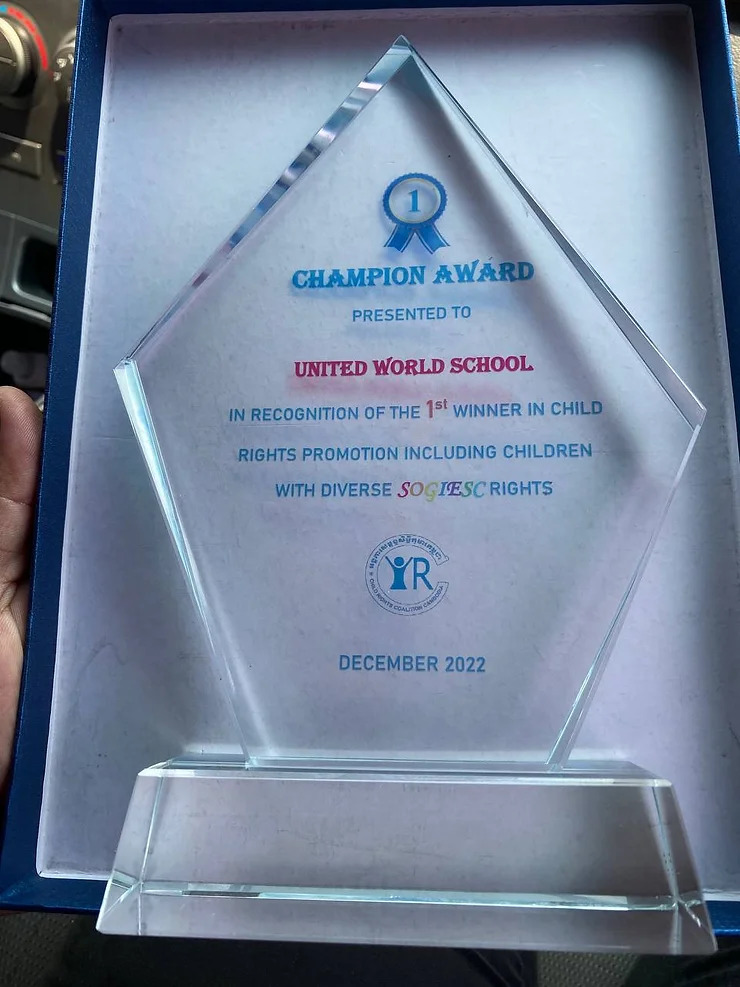 1
CHAMPION AWARD
PRESENTED TO
UNITED WORLD SCHOOL
IN RECOGNITION OF THE 1st WINNER IN CHILD
RIGHTS PROMOTION INCLUDING CHILDREN
WITH DIVERSE SOGIESC RIGHTS
CR
CHILD RIGHTS COALITION CAMBODIA
DECEMBER 2022